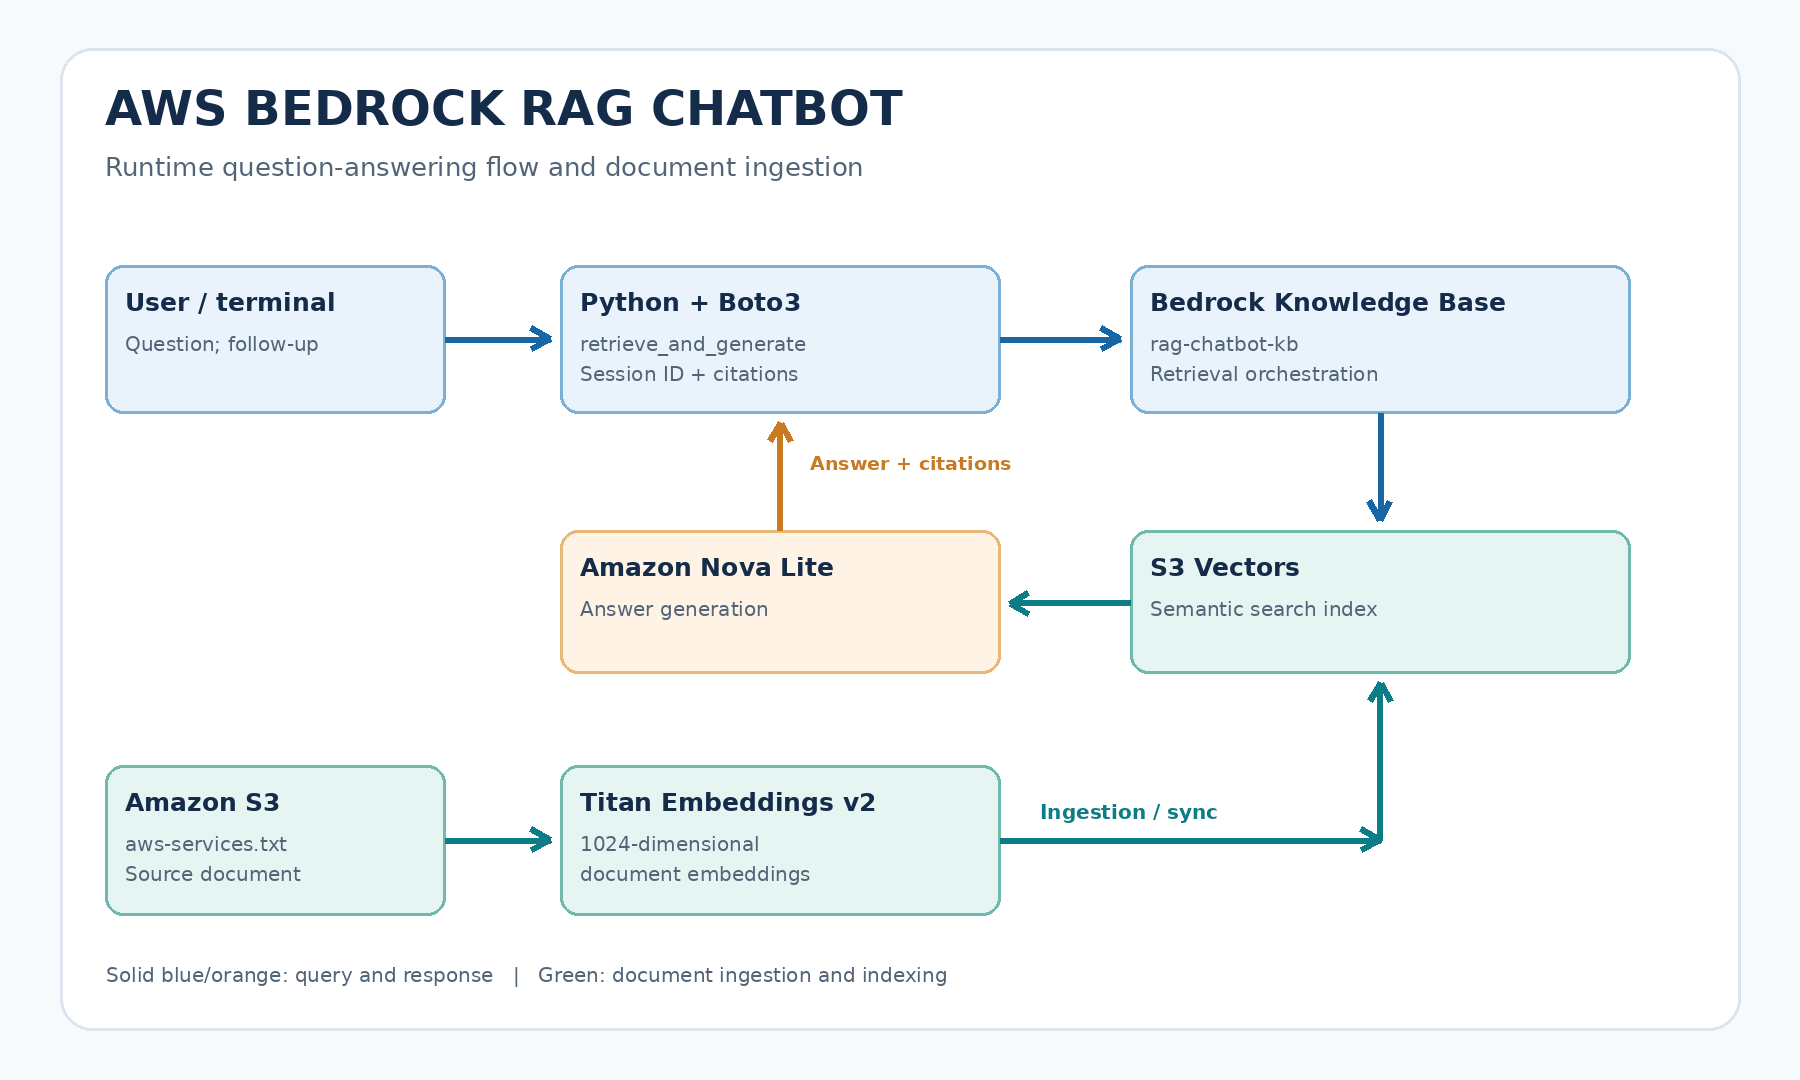 AWS BEDROCK RAG CHATBOT
Runtime question-answering flow and document ingestion
User / terminal
Question; follow-up
Python + Boto3
retrieve_and_generate
Session ID + citations
Bedrock Knowledge Base
rag-chatbot-kb
Retrieval orchestration
Answer + citations
Amazon Nova Lite
Answer generation
S3 Vectors
Semantic search index
Amazon S3
aws-services.txt
Source document
Titan Embeddings v2
1024-dimensional
document embeddings
Ingestion / sync
Solid blue/orange: query and response | Green: document ingestion and indexing